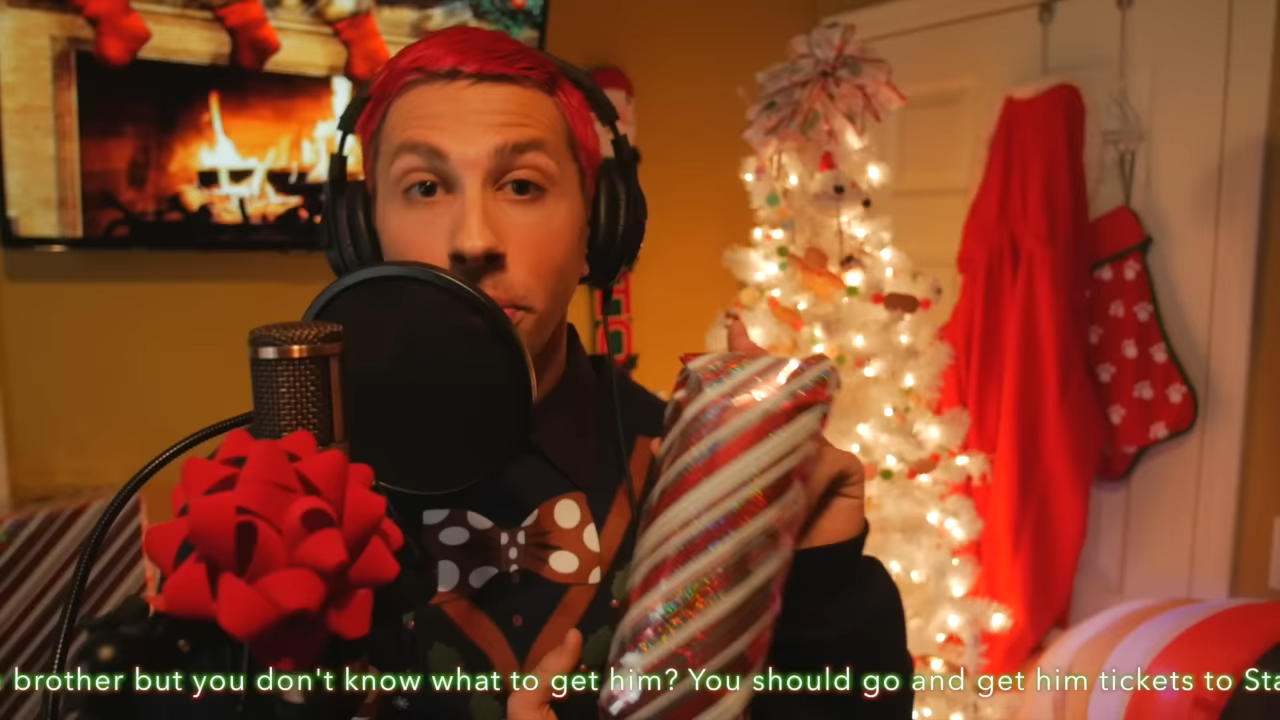 brother but you don't know what to get him? You should go and get him tickets to Sta